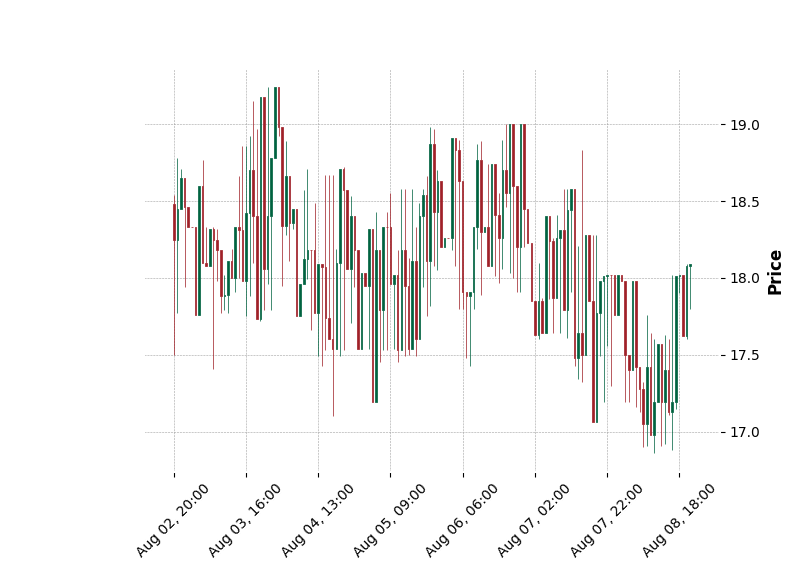 19.0
18.5
18.0
17.5
17.0
Price
Aug 02, 20:00
Aug 03, 16:00
Aug 04, 13:00
Aug 05, 09:00
Aug 06, 06:00
Aug 07, 02:00
Aug 07, 22:00
Aug 08, 18:00